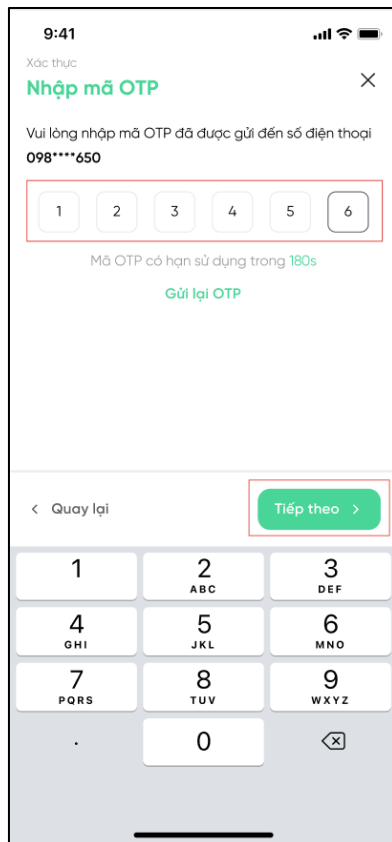 9:41
Xác thực
Nhập mã OTP
Vui lòng nhập mã OTP đã được gửi đến số điện thoại
098****650
1 2 3 4 5 6
Mã OTP có hạn sử dụng trong 180s
Gửi lại OTP
< Quay lại
Tiếp theo >
1 2 3
ABC DEF
4 5 6
GHI JKL MNO
7 8 9
PQRS TUV WXYZ
. 0